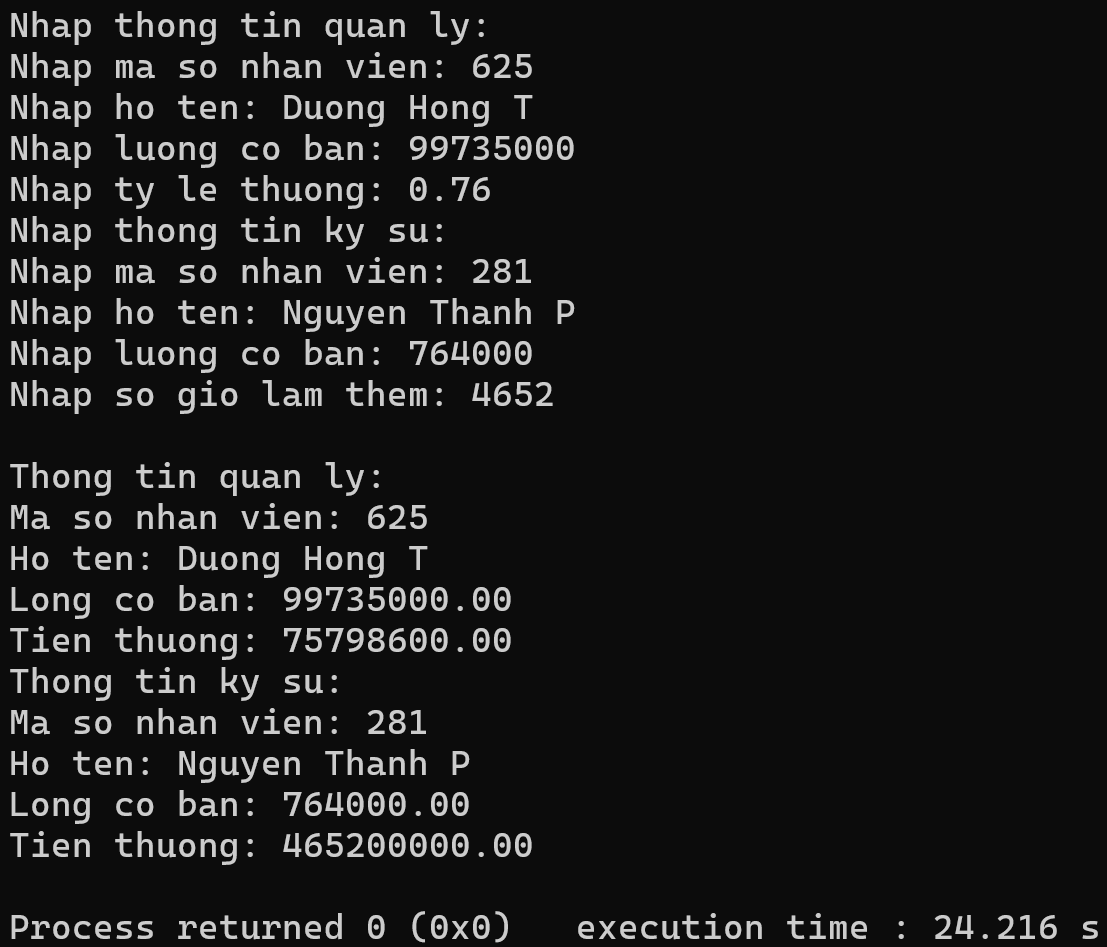 Nhap thong tin quan ly:
Nhap ma so nhan vien: 625
Nhap ho ten: Duong Hong T
Nhap luong co ban: 99735000
Nhap ty le thuong: 0.76
Nhap thong tin ky su:
Nhap ma so nhan vien: 281
Nhap ho ten: Nguyen Thanh P
Nhap luong co ban: 764000
Nhap so gio lam them: 4652
Thong tin quan ly:
Ma so nhan vien: 625
Ho ten: Duong Hong T
Long co ban: 99735000.00
Tien thuong: 75798600.00
Thong tin ky su:
Ma so nhan vien: 281
Ho ten: Nguyen Thanh P
Long co ban: 764000.00
Tien thuong: 465200000.00
Process returned 0 (0x0)   execution time : 24.216 s